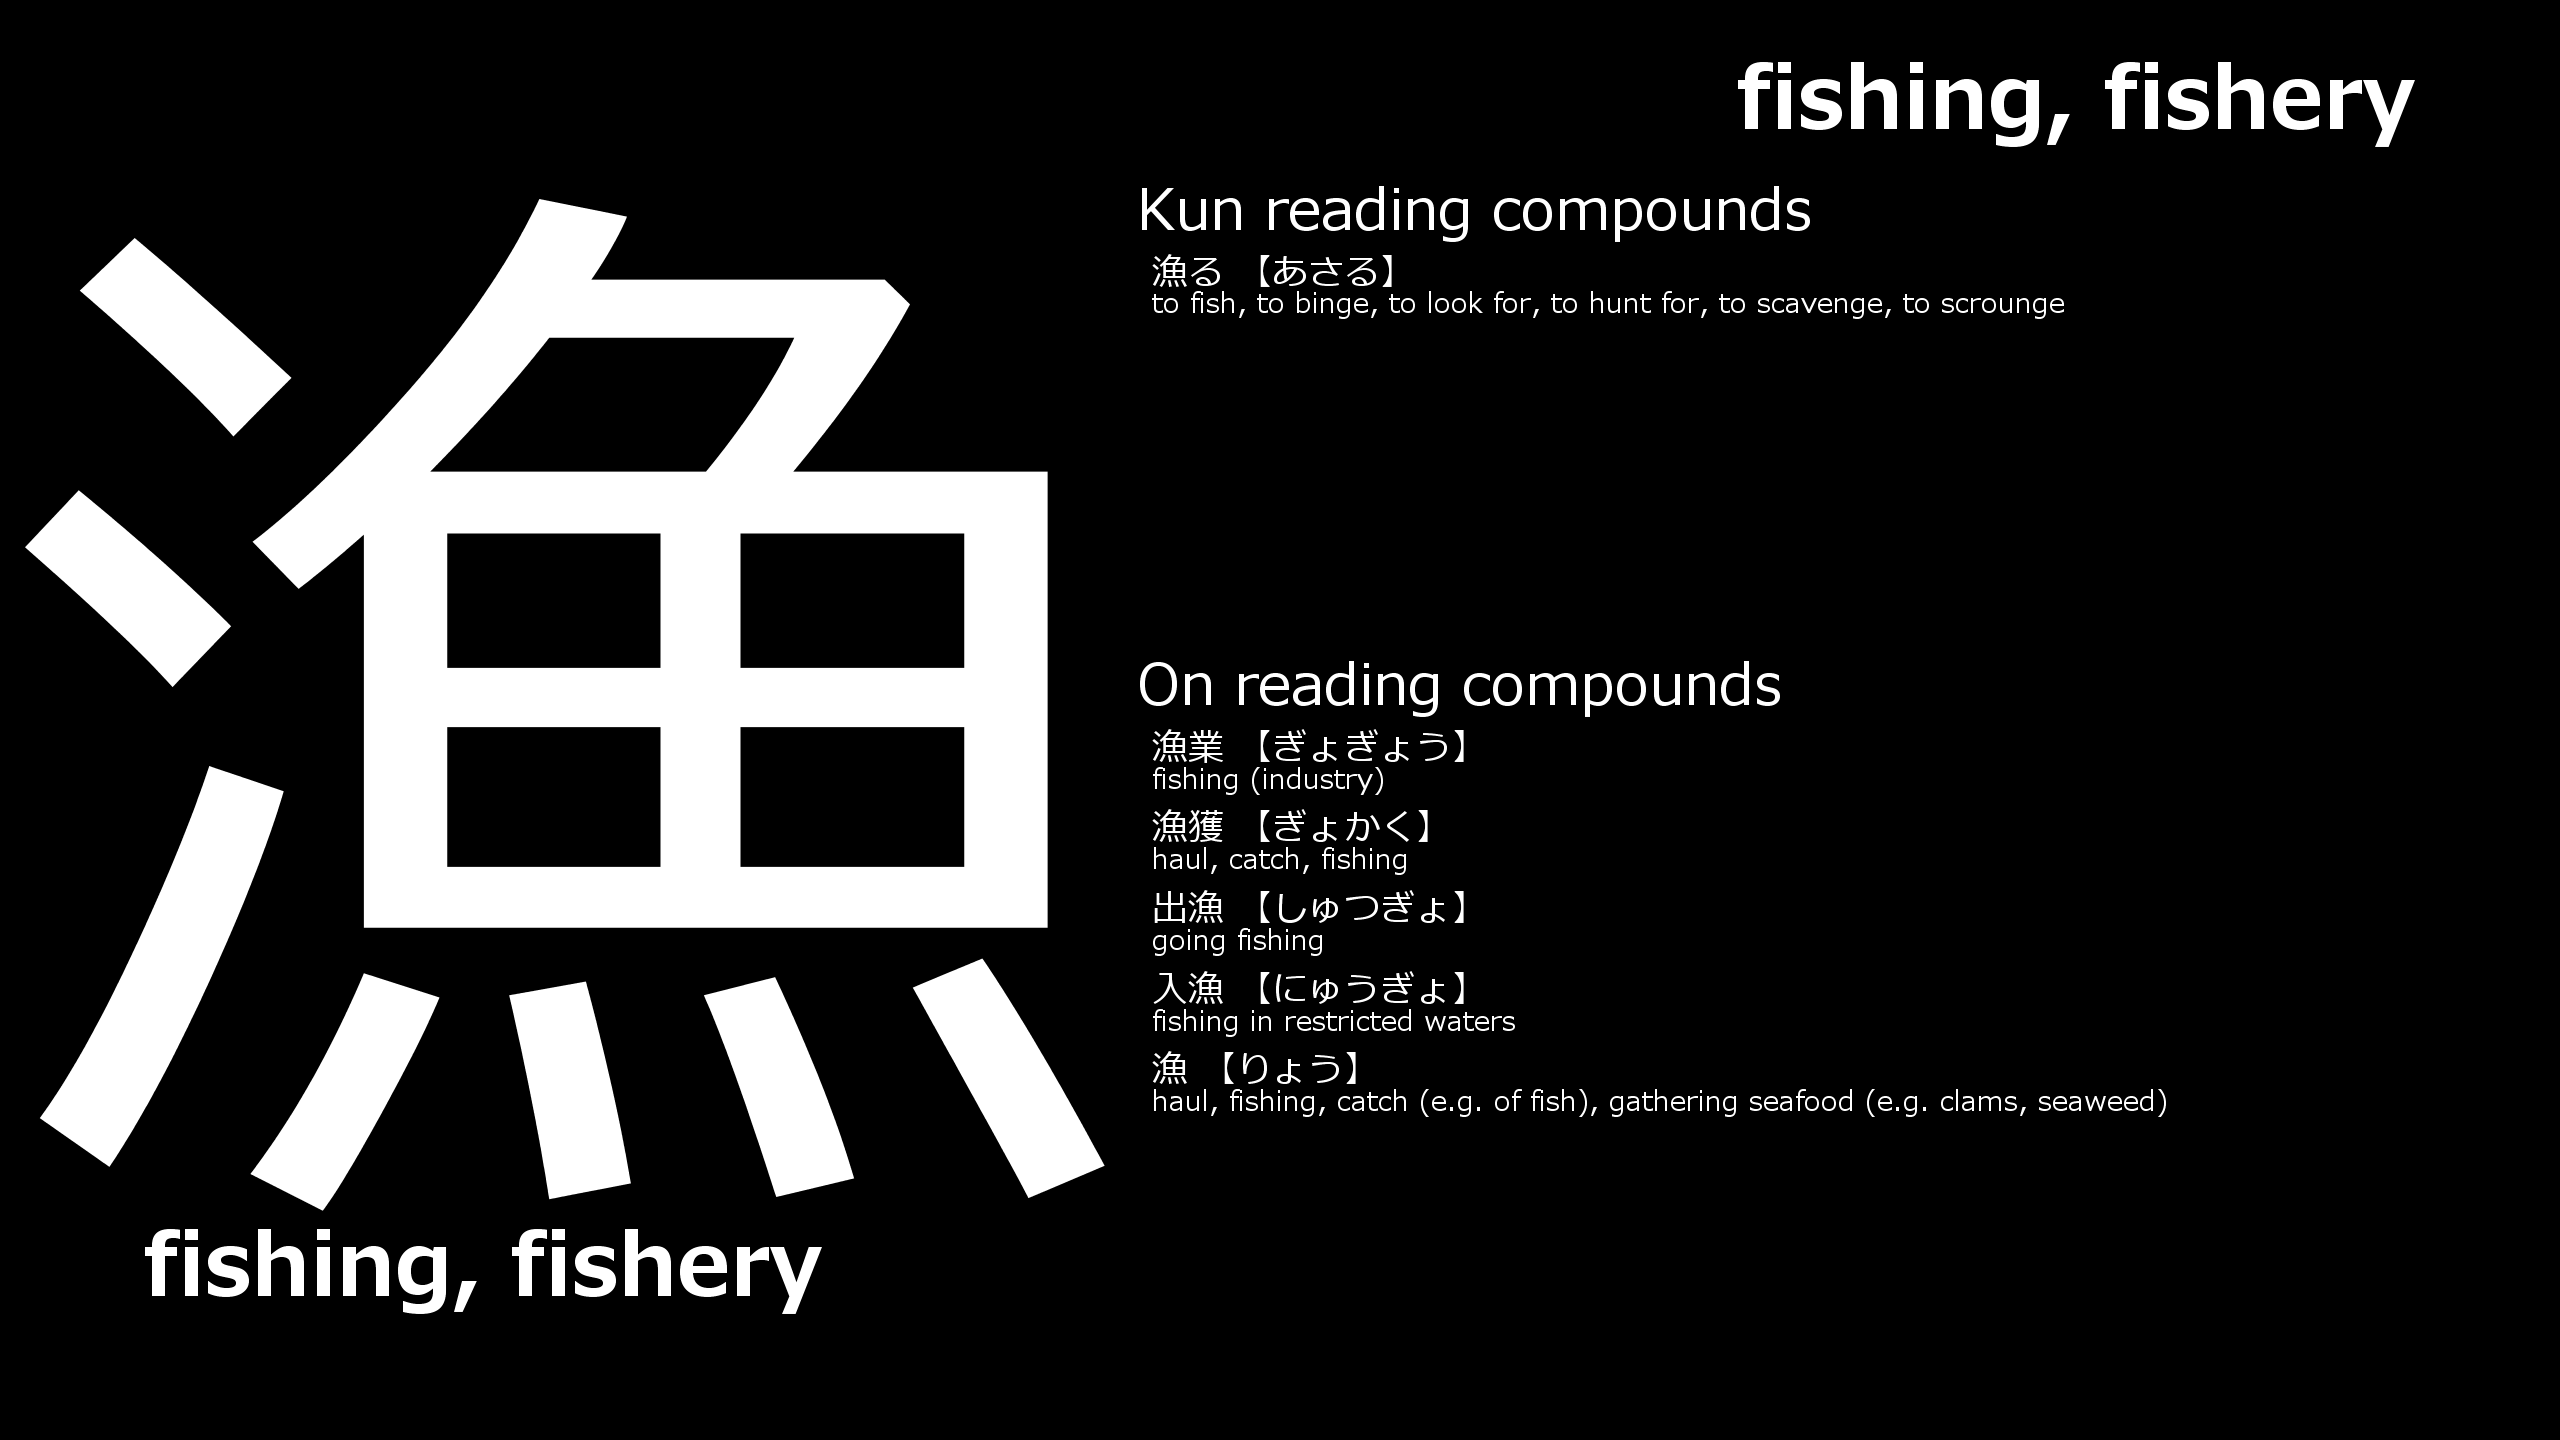 fishing, fishery
漁
fishing, fishery
Kun reading compounds
漁る 【あさる】
to fish, to binge, to look for, to hunt for, to scavenge, to scrounge
On reading compounds
漁業 【ぎょぎょう】
fishing (industry)
漁獲 【ぎょかく】
haul, catch, fishing
出漁 【しゅつぎょ】
going fishing
入漁 【にゅうぎょ】
fishing in restricted waters
漁 【りょう】
haul, fishing, catch (e.g. of fish), gathering seafood (e.g. clams, seaweed)